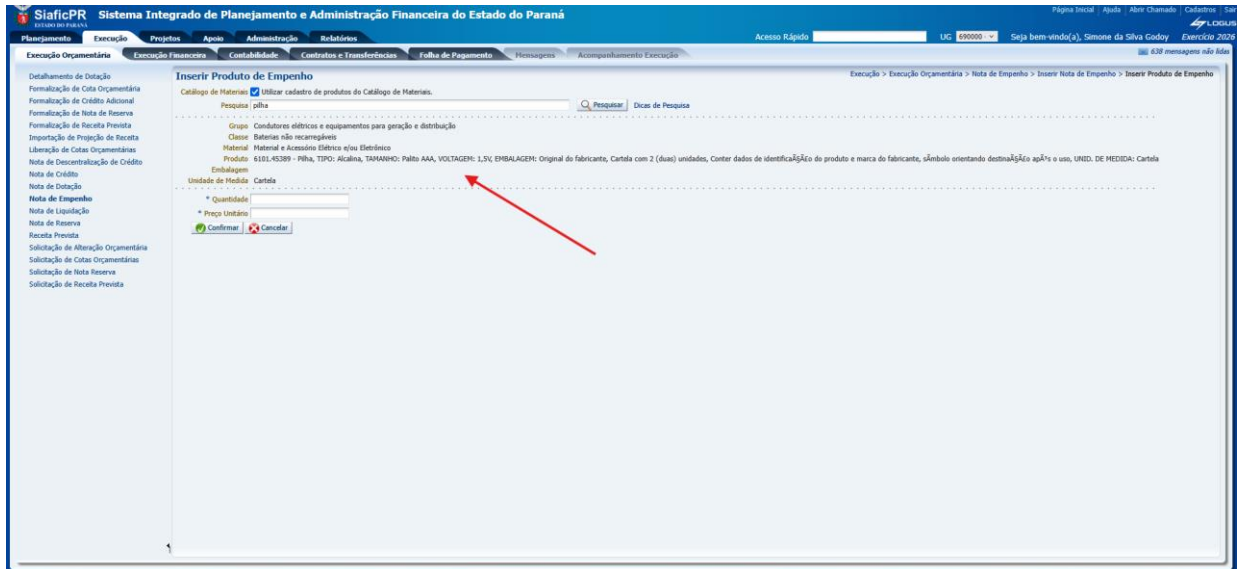 SiaficPR Sistema Integrado de Planejamento e Administração Financeira do Estado do Paraná
ESTADO DO PARANÁ
Página Inicial | Ajuda | Abrir Chamado | Cadastros | Sair
LOGUS
Planejamento Execução Projetos Apoio Administração Relatórios
Acesso Rápido UG 690000 - Seja bem-vindo(a), Simone da Silva Godoy Exercício 2026
Execução Orçamentária Execução Financeira Contabilidade Contratos e Transferências Folha de Pagamento Mensagens Acompanhamento Execução
638 mensagens não lidas
Detalhamento de Dotação
Formalização de Cota Orçamentária
Formalização de Crédito Adicional
Formalização de Nota de Reserva
Formalização de Receita Prevista
Importação de Projeção de Receita
Liberação de Cotas Orçamentárias
Nota de Descentralização de Crédito
Nota de Crédito
Nota de Dotação
Nota de Empenho
Nota de Liquidação
Nota de Reserva
Receita Prevista
Solicitação de Alteração Orçamentária
Solicitação de Cotas Orçamentárias
Solicitação de Nota Reserva
Solicitação de Receita Prevista
Inserir Produto de Empenho
Execução > Execução Orçamentária > Nota de Empenho > Inserir Nota de Empenho > Inserir Produto de Empenho
Catálogo de Materiais Utilizar cadastro de produtos do Catálogo de Materiais.
Pesquisa pilha Pesquisar Dicas de Pesquisa
Grupo Condutores elétricos e equipamentos para geração e distribuição
Classe Baterias não recarregáveis
Material Material e Acessório Elétrico e/ou Eletrônico
Produto 6101.45389 - Pilha, TIPO: Alcalina, TAMANHO: Palito AAA, VOLTAGEM: 1,5V, EMBALAGEM: Original do fabricante, Cartela com 2 (duas) unidades, Conter dados de identificaÃ§Ã£o do produto e marca do fabricante, sÃ­mbolo orientando destinaÃ§Ã£o apÃ³s o uso, UNID. DE MEDIDA: Cartela
Embalagem
Unidade de Medida Cartela
* Quantidade
* Preço Unitário
Confirmar Cancelar